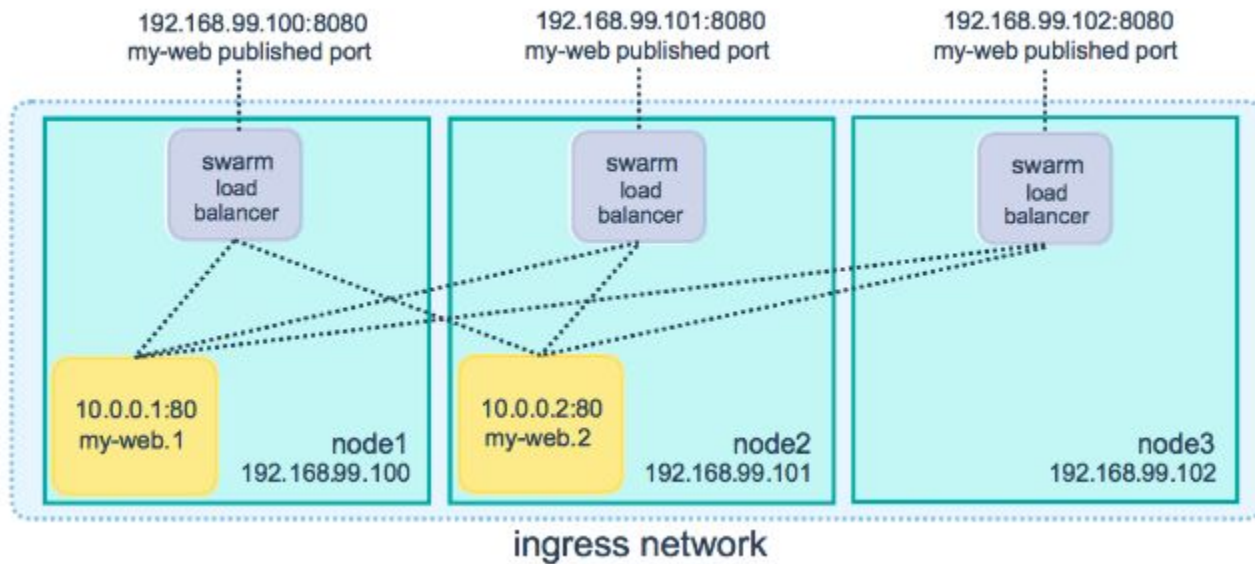 192.168.99.100:8080
my-web published port
192.168.99.101:8080
my-web published port
192.168.99.102:8080
my-web published port
swarm
load
balancer
swarm
load
balancer
swarm
load
balancer
10.0.0.1:80
my-web.1
node1
192.168.99.100
10.0.0.2:80
my-web.2
node2
192.168.99.101
node3
192.168.99.102
ingress network